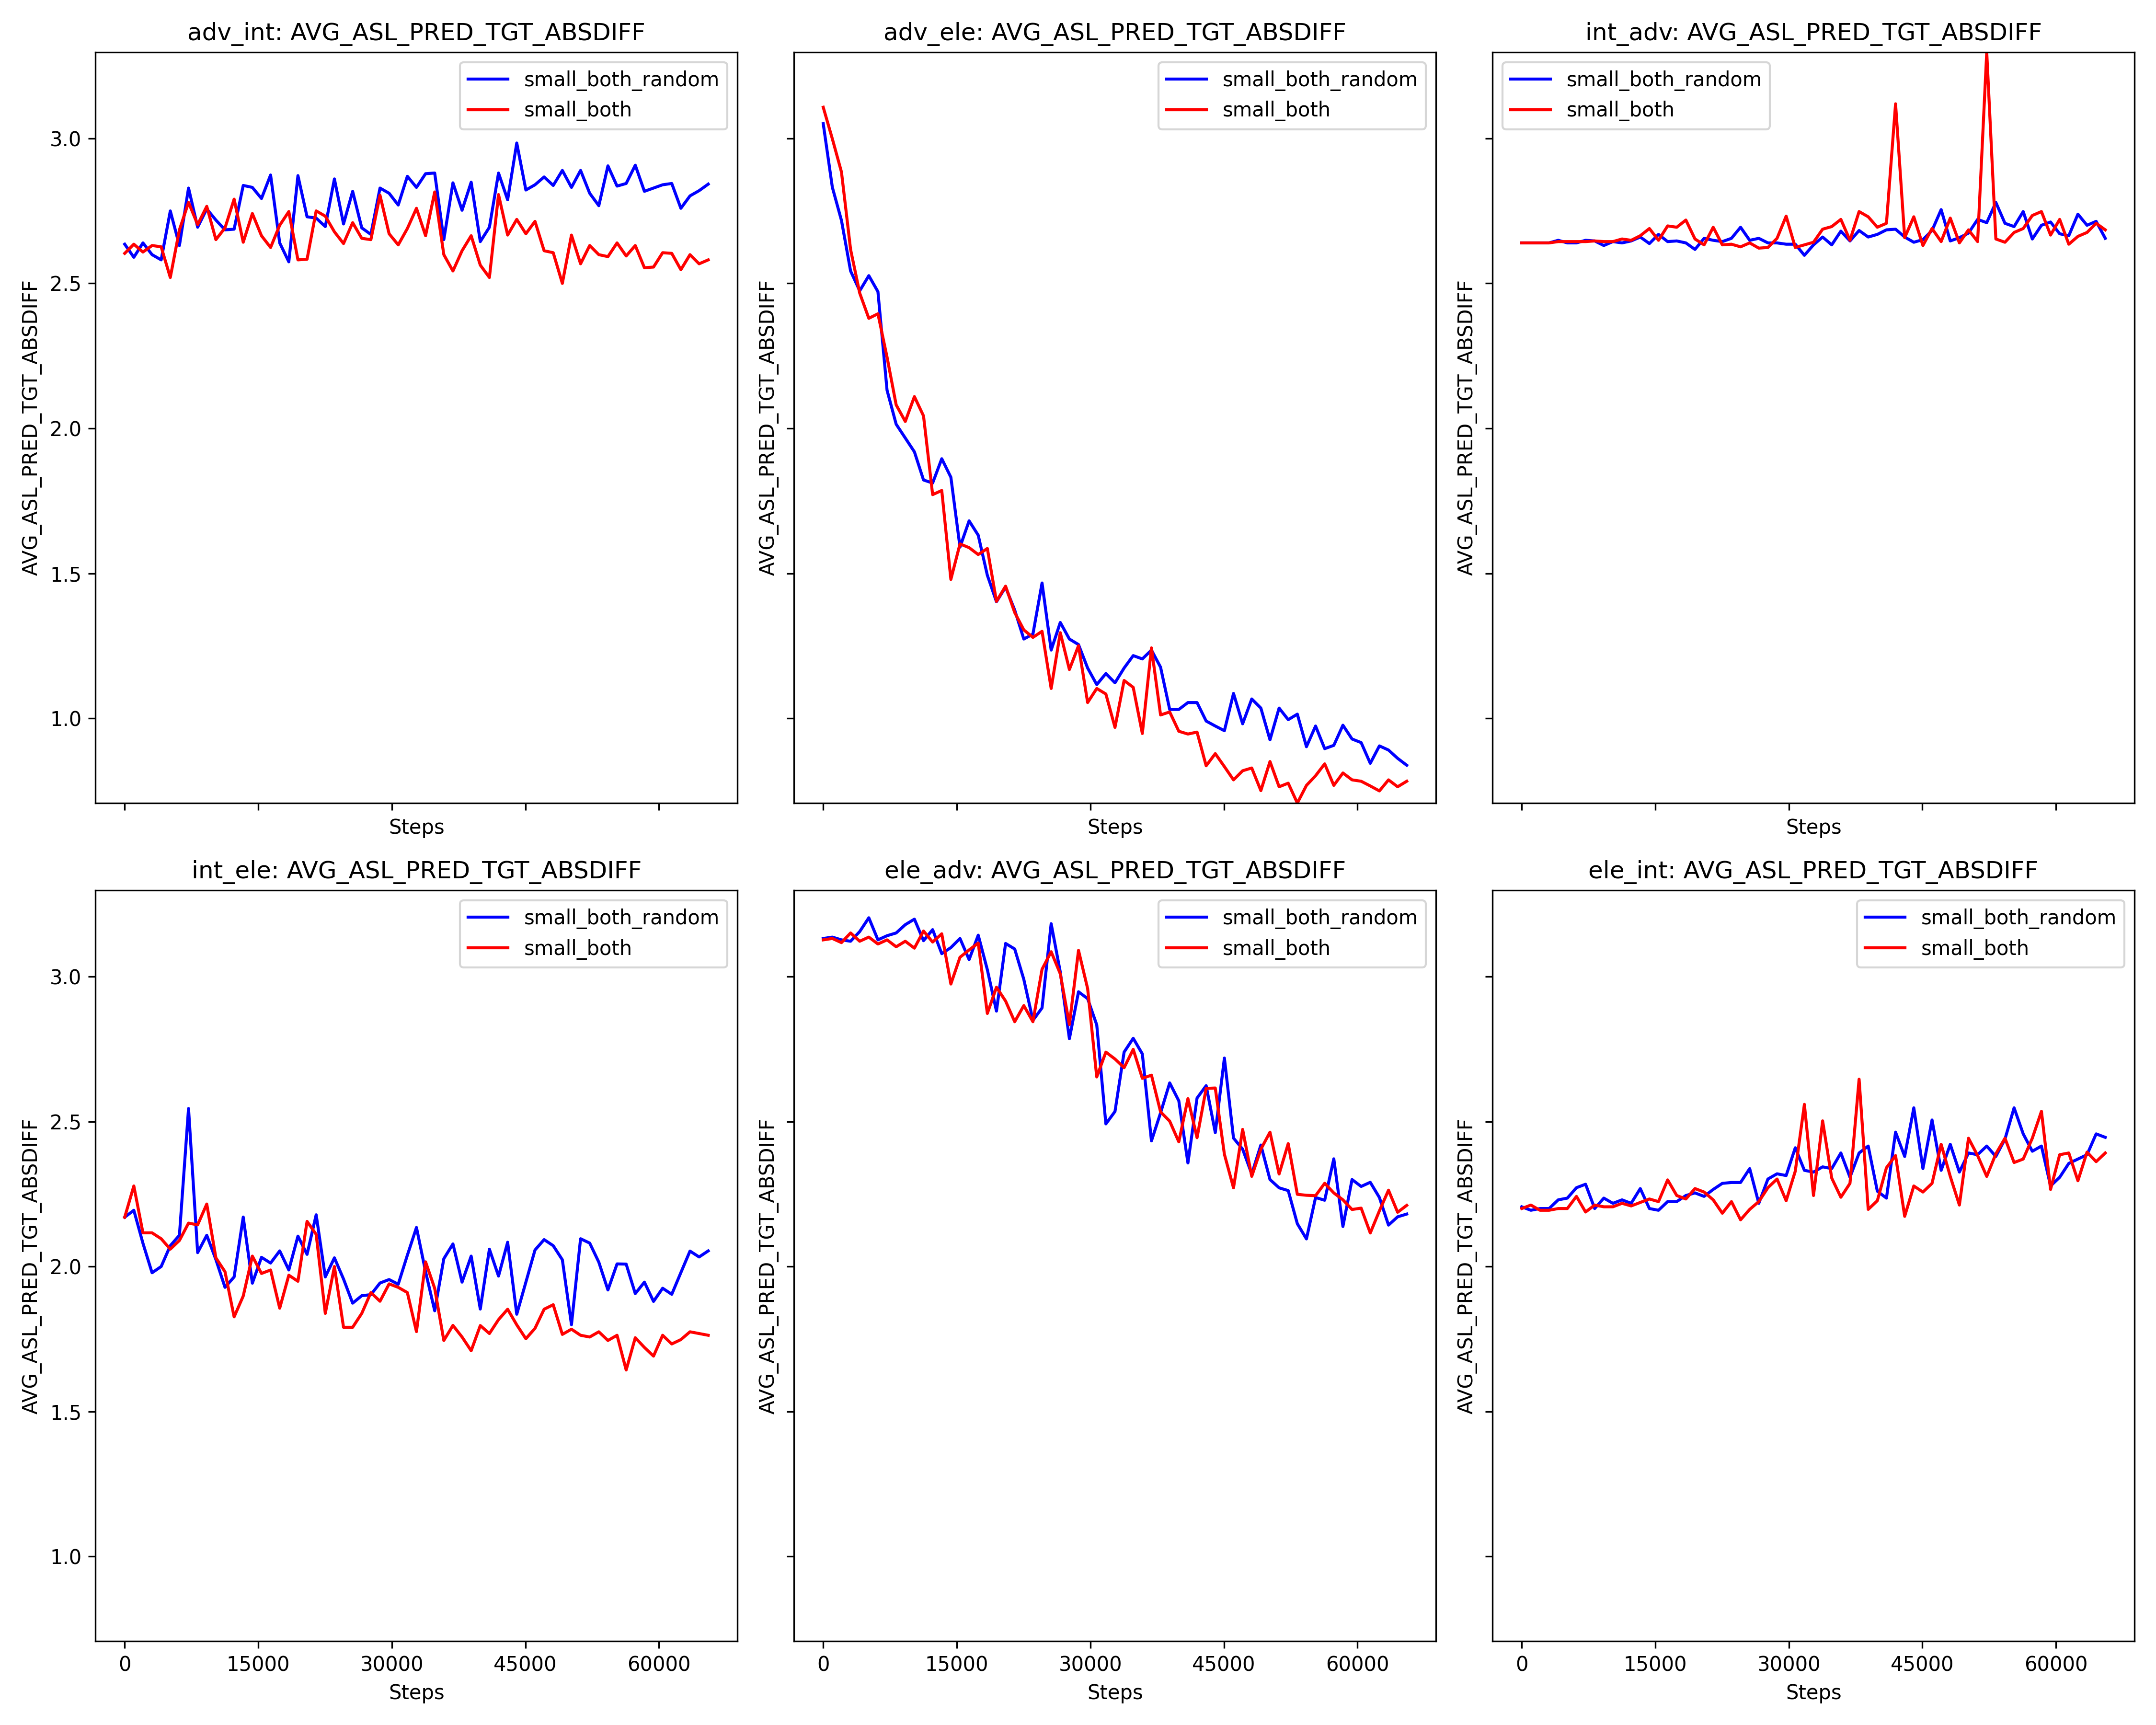 adv_int: AVG_ASL_PRED_TGT_ABSDIFF
AVG_ASL_PRED_TGT_ABSDIFF
3.0
2.5
2.0
1.5
1.0
small_both_random
small_both
Steps
adv_ele: AVG_ASL_PRED_TGT_ABSDIFF
AVG_ASL_PRED_TGT_ABSDIFF
small_both_random
small_both
Steps
int_adv: AVG_ASL_PRED_TGT_ABSDIFF
AVG_ASL_PRED_TGT_ABSDIFF
small_both_random
small_both
Steps
int_ele: AVG_ASL_PRED_TGT_ABSDIFF
AVG_ASL_PRED_TGT_ABSDIFF
3.0
2.5
2.0
1.5
1.0
small_both_random
small_both
0 15000 30000 45000 60000
Steps
ele_adv: AVG_ASL_PRED_TGT_ABSDIFF
AVG_ASL_PRED_TGT_ABSDIFF
small_both_random
small_both
0 15000 30000 45000 60000
Steps
ele_int: AVG_ASL_PRED_TGT_ABSDIFF
AVG_ASL_PRED_TGT_ABSDIFF
small_both_random
small_both
0 15000 30000 45000 60000
Steps